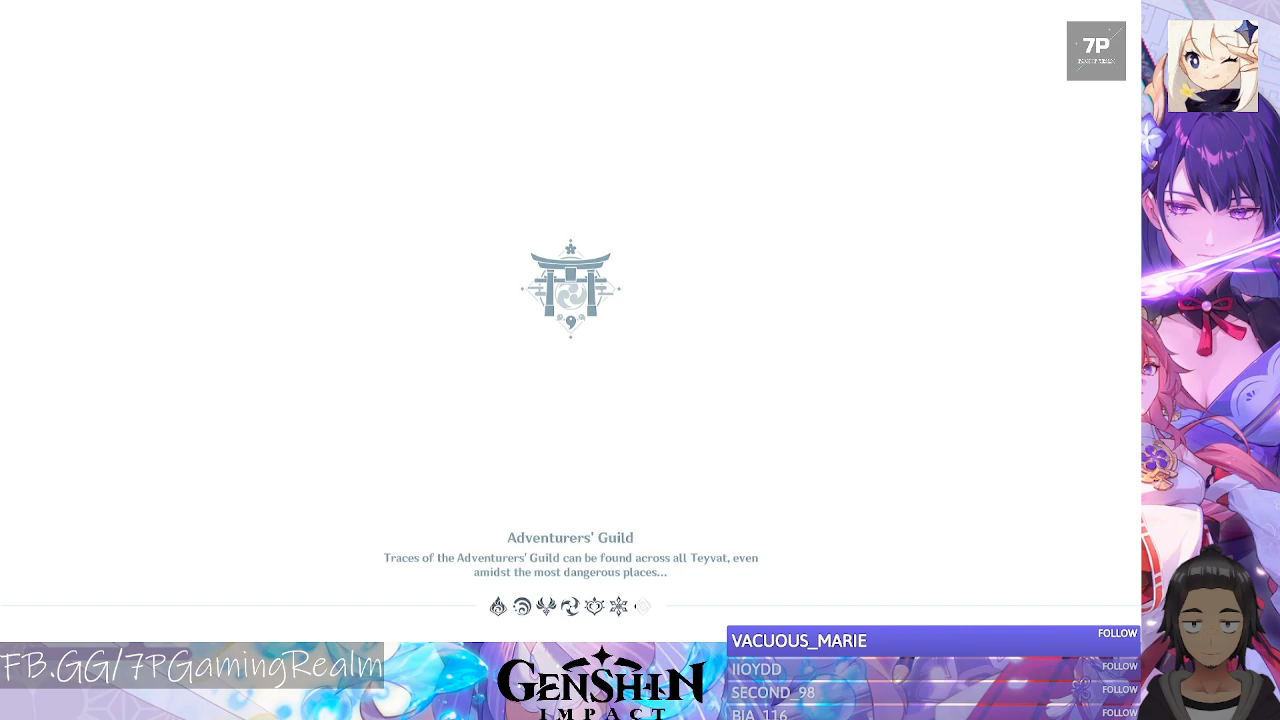 7P
Adventurers' Guild
Traces of the Adventurers' Guild can be found across all Teyvat, even
amidst the most dangerous places...
FB.GG/7PGamingRealm
GENSHIN
IMPACT
VACUOUS_MARIE FOLLOW
IIOYDD FOLLOW
SECOND_98 FOLLOW
BIA_116 FOLLOW